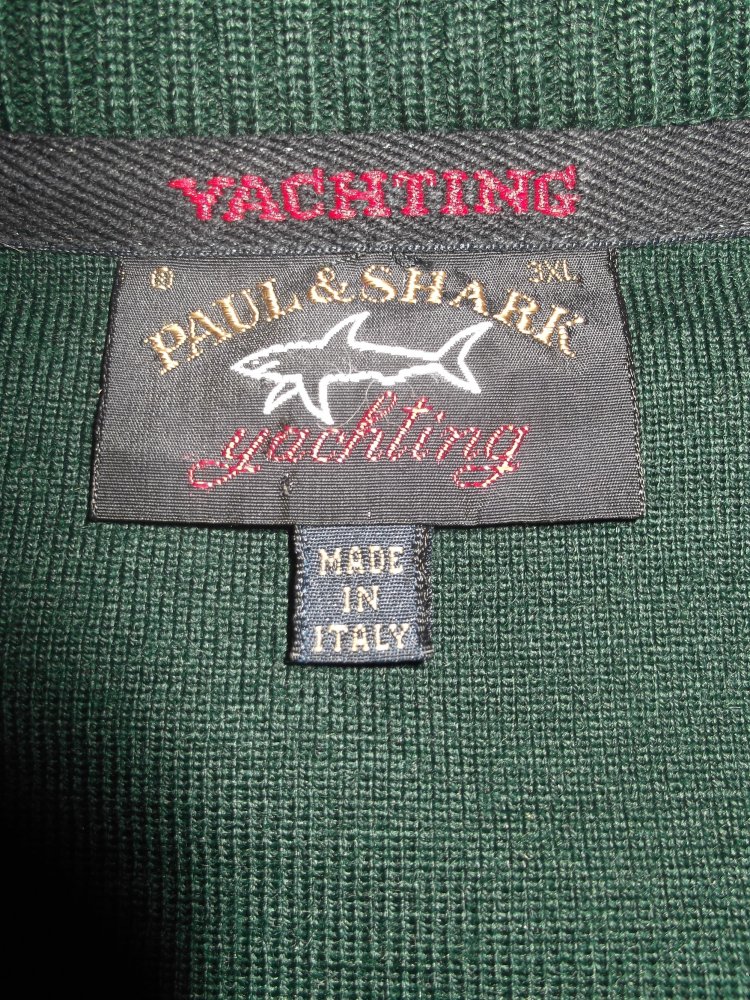 YACHTING
® 3XL
PAUL & SHARK
yachting
MADE
IN
ITALY